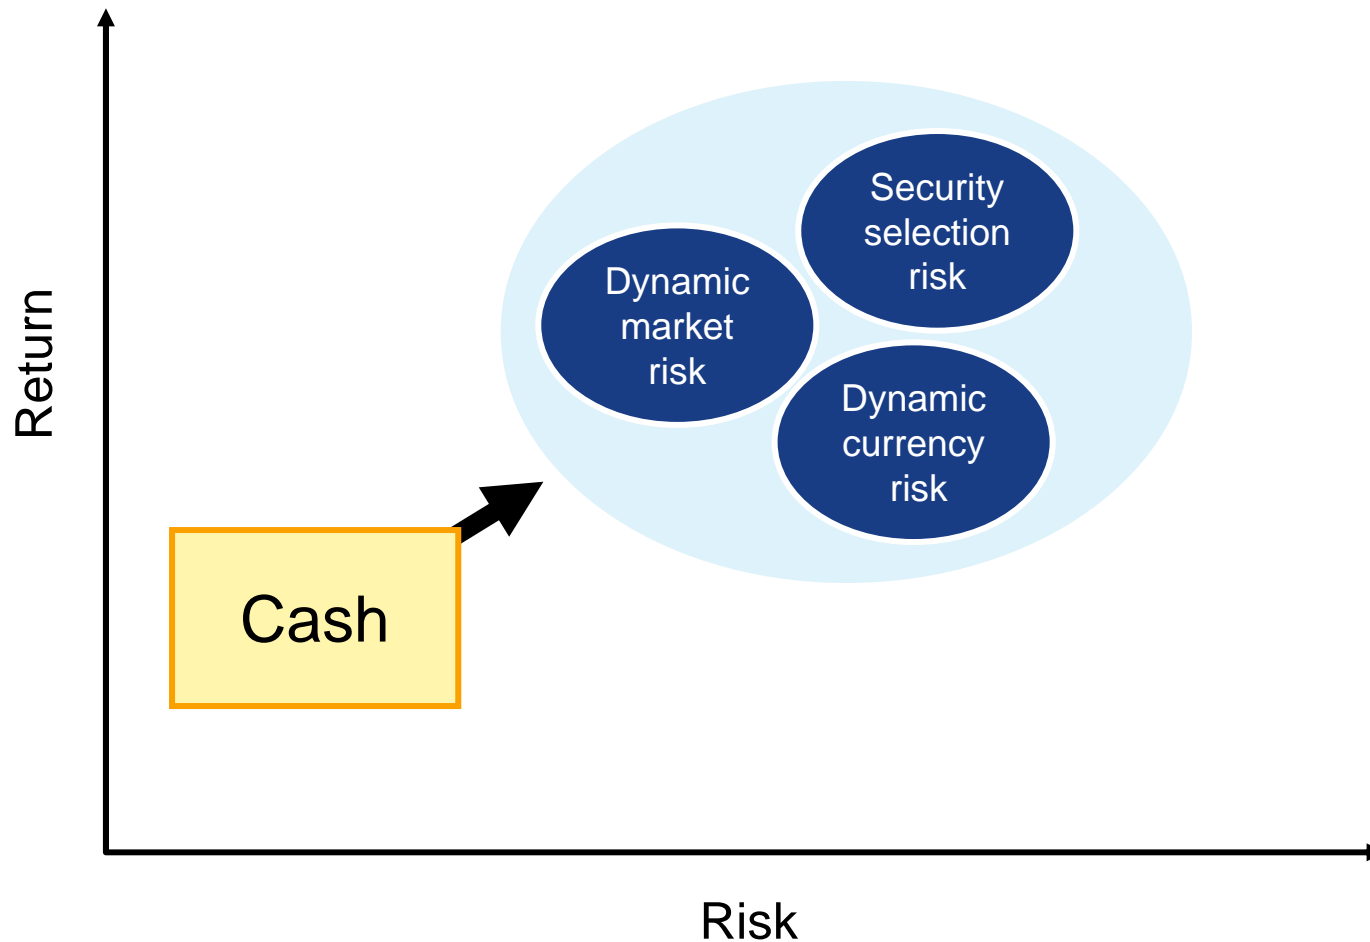 Return
Security
selection
risk
Dynamic
market
risk
Dynamic
currency
risk
Cash
Risk